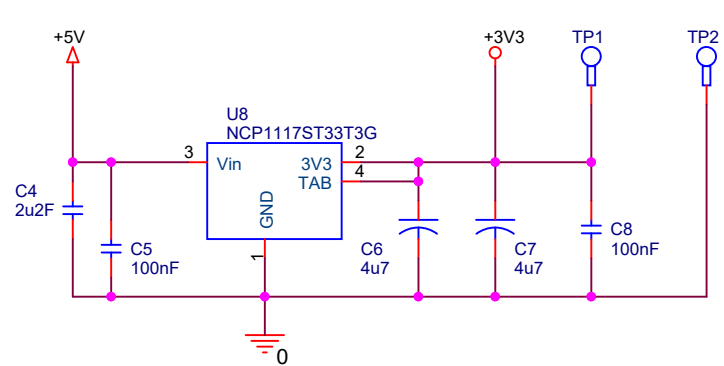 +5V
+3V3
TP1
TP2
U8
NCP1117ST33T3G
3
Vin
3V3
2
TAB
4
GND
1
C4
2u2F
C5
100nF
C6
4u7
C7
4u7
C8
100nF
0